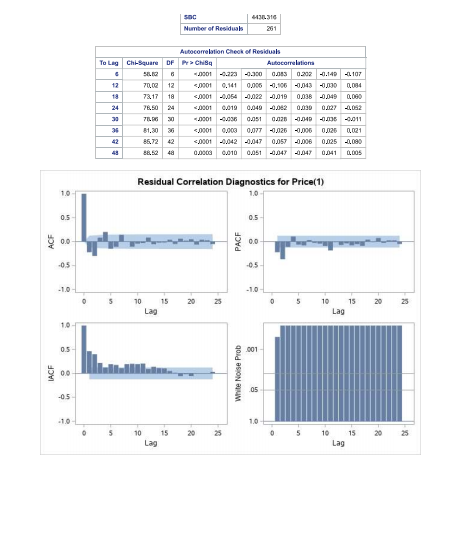 SBC 4438.316
Number of Residuals 261
Autocorrelation Check of Residuals
To Lag Chi-Square DF Pr > ChiSq Autocorrelations
6 58.82 6 <.0001 -0.223 -0.300 0.083 0.202 -0.149 -0.107
12 70.02 12 <.0001 0.141 0.005 -0.106 -0.043 -0.030 0.084
18 73.17 18 <.0001 -0.054 -0.022 -0.019 0.038 -0.049 0.060
24 76.50 24 <.0001 0.019 0.049 -0.062 0.039 0.027 -0.052
30 78.96 30 <.0001 -0.036 0.051 0.028 -0.049 -0.036 -0.011
36 81.30 36 <.0001 0.003 0.077 -0.026 -0.006 0.026 0.021
42 85.72 42 <.0001 -0.042 -0.047 0.057 -0.006 0.025 -0.080
48 88.52 48 0.0003 0.010 0.051 -0.047 -0.047 0.041 0.005
Residual Correlation Diagnostics for Price(1)
ACF
1.0
0.5
0.0
-0.5
-1.0
0 5 10 15 20 25
Lag
PACF
1.0
0.5
0.0
-0.5
-1.0
0 5 10 15 20 25
Lag
IACF
1.0
0.5
0.0
-0.5
-1.0
0 5 10 15 20 25
Lag
White Noise Prob
.001
.05
1.0
0 5 10 15 20 25
Lag